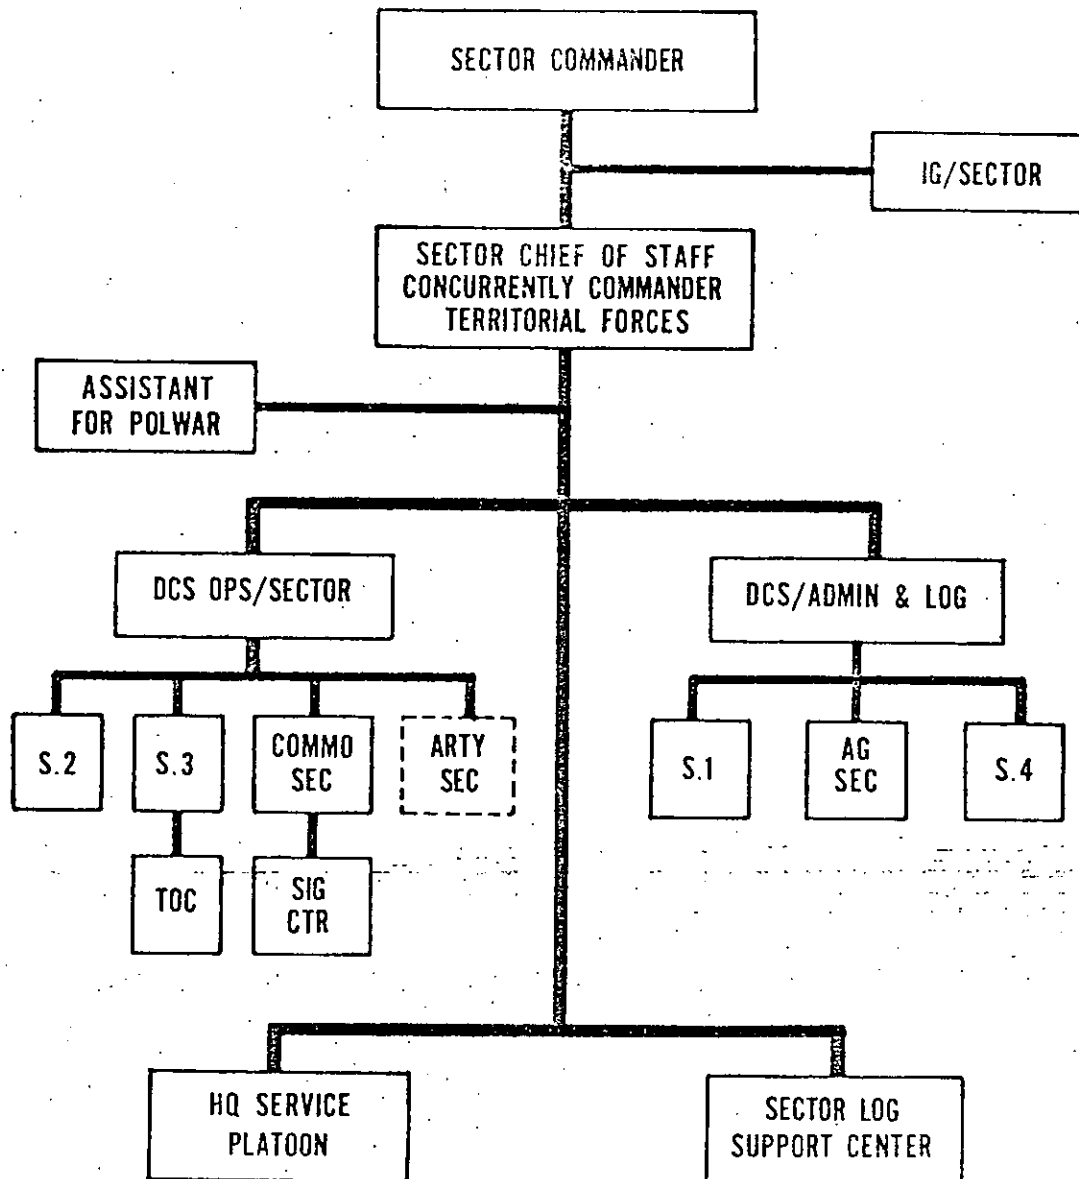 SECTOR COMMANDER
IG/SECTOR
SECTOR CHIEF OF STAFF
CONCURRENTLY COMMANDER
TERRITORIAL FORCES
ASSISTANT
FOR POLWAR
DCS OPS/SECTOR
DCS/ADMIN & LOG
S.2
S.3
COMMO
SEC
ARTY
SEC
S.1
AG
SEC
S.4
TOC
SIG
CTR
HQ SERVICE
PLATOON
SECTOR LOG
SUPPORT CENTER